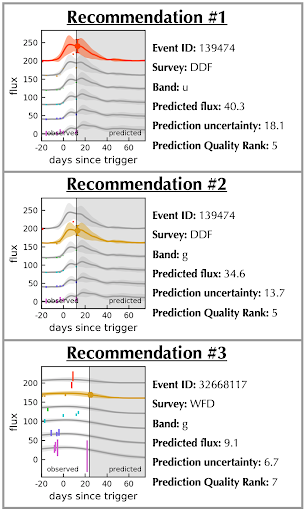 Recommendation #1
Event ID: 139474
Survey: DDF
Band: u
Predicted flux: 40.3
Prediction uncertainty: 18.1
Prediction Quality Rank: 5
flux
250
200
150
100
50
0
observed
predicted
-20 0 20 40 60
days since trigger
Recommendation #2
Event ID: 139474
Survey: DDF
Band: g
Predicted flux: 34.6
Prediction uncertainty: 13.7
Prediction Quality Rank: 5
flux
250
200
150
100
50
0
observed
predicted
-20 0 20 40 60
days since trigger
Recommendation #3
Event ID: 32668117
Survey: WFD
Band: g
Predicted flux: 9.1
Prediction uncertainty: 6.7
Prediction Quality Rank: 7
flux
200
150
100
50
0
observed
predicted
-20 0 20 40 60
days since trigger